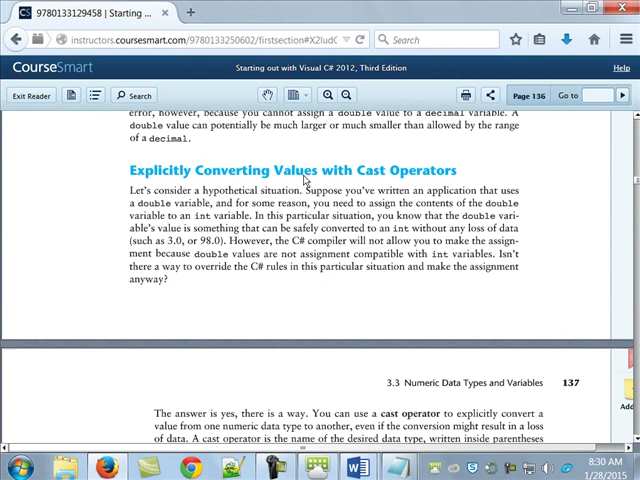 9780133129458 | Starting ...
instructors.coursesmart.com/9780133250602/firstsection#X2ludC
Search
CourseSmart
Starting out with Visual C# 2012, Third Edition
Help
Exit Reader
Search
Page 136
Go to
error, however, because you cannot assign a double value to a decimal variable. A
double value can potentially be much larger or much smaller than allowed by the range
of a decimal.
Explicitly Converting Values with Cast Operators
Let's consider a hypothetical situation. Suppose you've written an application that uses
a double variable, and for some reason, you need to assign the contents of the double
variable to an int variable. In this particular situation, you know that the double vari-
able's value is something that can be safely converted to an int without any loss of data
(such as 3.0, or 98.0). However, the C# compiler will not allow you to make the assign-
ment because double values are not assignment compatible with int variables. Isn't
there a way to override the C# rules in this particular situation and make the assignment
anyway?
3.3 Numeric Data Types and Variables 137
Add
The answer is yes, there is a way. You can use a cast operator to explicitly convert a
value from one numeric data type to another, even if the conversion might result in a loss
of data. A cast operator is the name of the desired data type, written inside parentheses
8:30 AM
1/28/2015